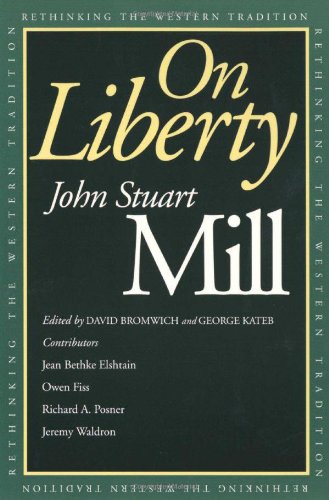 RETHINKING THE WESTERN TRADITION
On
Liberty
John Stuart
Mill
Edited by DAVID BROMWICH and GEORGE KATEB
Contributors
Jean Bethke Elshtain
Owen Fiss
Richard A. Posner
Jeremy Waldron
RETHINKING THE WESTERN TRADITION
RETHINKING THE WESTERN TRADITION
RETHINKING THE WESTERN TRADITION